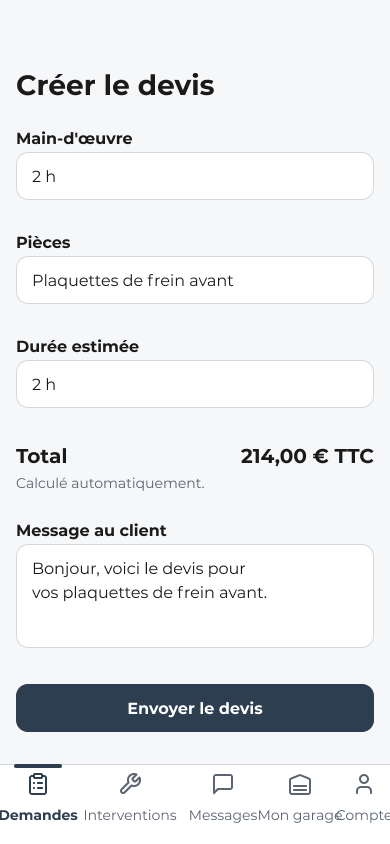 Créer le devis
Main-d'œuvre
2 h
Pièces
Plaquettes de frein avant
Durée estimée
2 h
Total 214,00 € TTC
Calculé automatiquement.
Message au client
Bonjour, voici le devis pour
vos plaquettes de frein avant.
Envoyer le devis
Demandes Interventions Messages Mon garage Compte